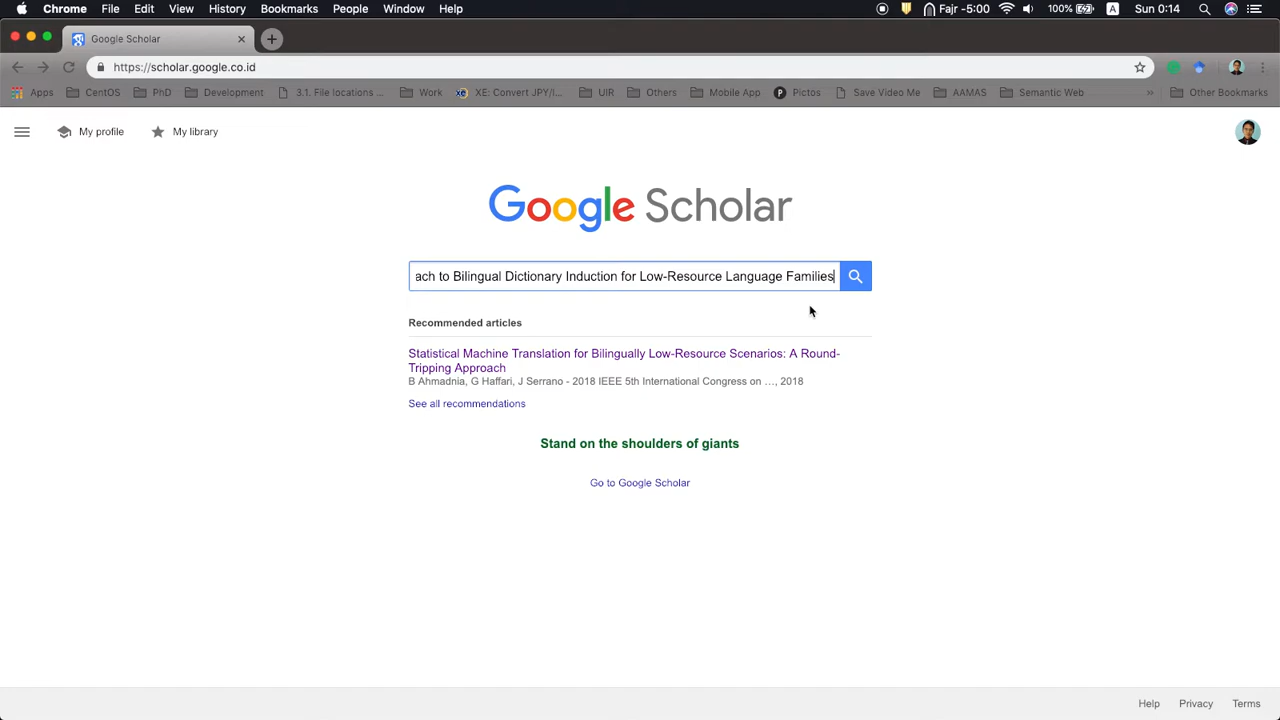 Chrome File Edit View History Bookmarks People Window Help Fajr -5:00 100% A Sun 0:14
Google Scholar
https://scholar.google.co.id
Apps CentOS PhD Development 3.1. File locations ... Work XE: Convert JPY/I... UIR Others Mobile App Pictos Save Video Me AAMAS Semantic Web » Other Bookmarks
My profile My library
Google Scholar
ach to Bilingual Dictionary Induction for Low-Resource Language Families
Recommended articles
Statistical Machine Translation for Bilingually Low-Resource Scenarios: A Round-
Tripping Approach
B Ahmadnia, G Haffari, J Serrano - 2018 IEEE 5th International Congress on …, 2018
See all recommendations
Stand on the shoulders of giants
Go to Google Scholar
Help Privacy Terms